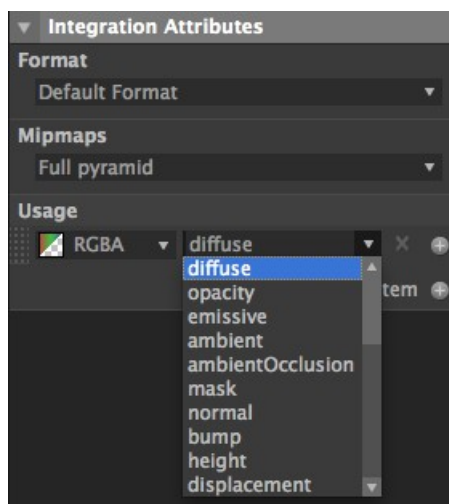 Integration Attributes
Format
Default Format
Mipmaps
Full pyramid
Usage
RGBA diffuse
diffuse
opacity
tem
emissive
ambient
ambientOcclusion
mask
normal
bump
height
displacement